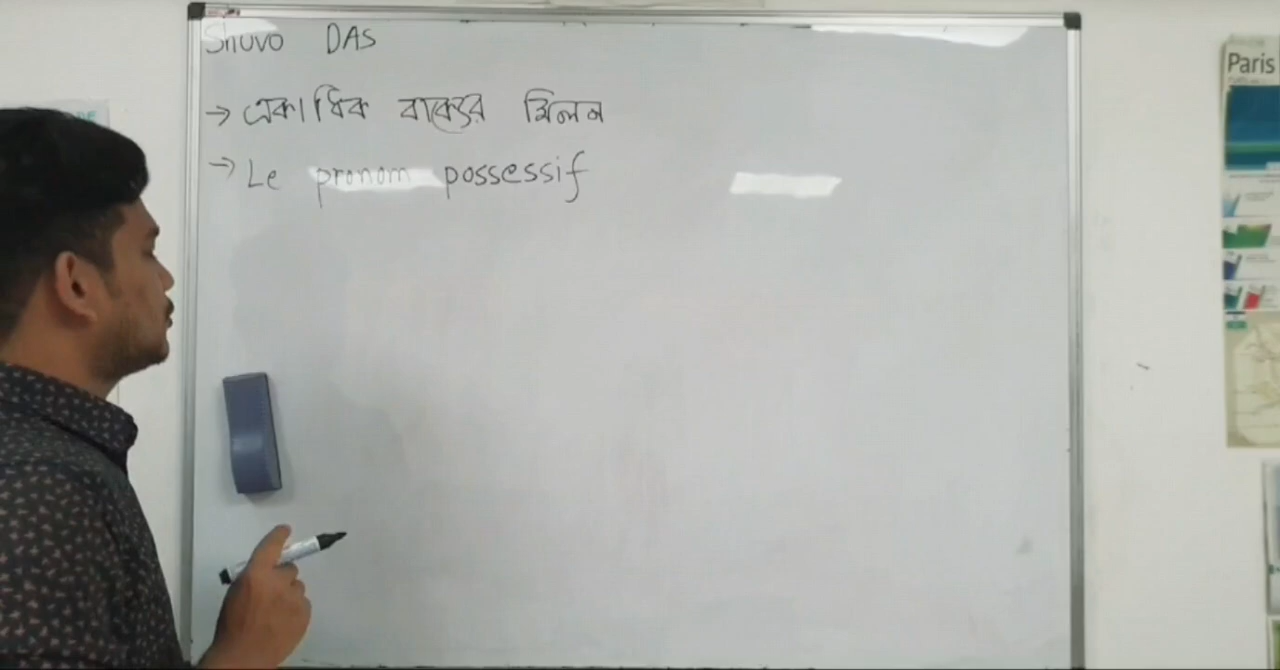 Shuvo DAS
→ একাধিক বাক্যের মিলন
→ Le pronom possessif
Paris